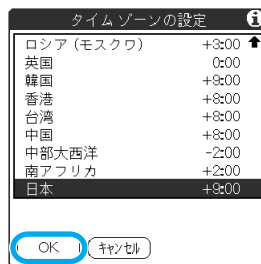 タイム ゾーンの設定
ロシア (モスクワ) +3:00
英国 0:00
韓国 +9:00
香港 +8:00
台湾 +8:00
中国 +8:00
中部大西洋 -2:00
南アフリカ +2:00
日本 +9:00
OK キャンセル